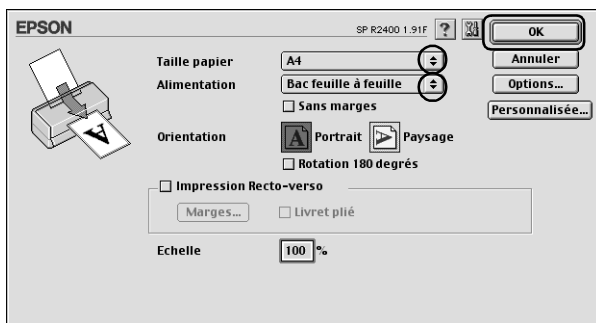 EPSON
SP R2400 1.91F ? OK
Taille papier A4 Annuler
Alimentation Bac feuille à feuille Options...
Sans marges Personnalisée...
Orientation A Portrait A Paysage
Rotation 180 degrés
Impression Recto-verso
Marges... Livret plié
Echelle 100 %
A